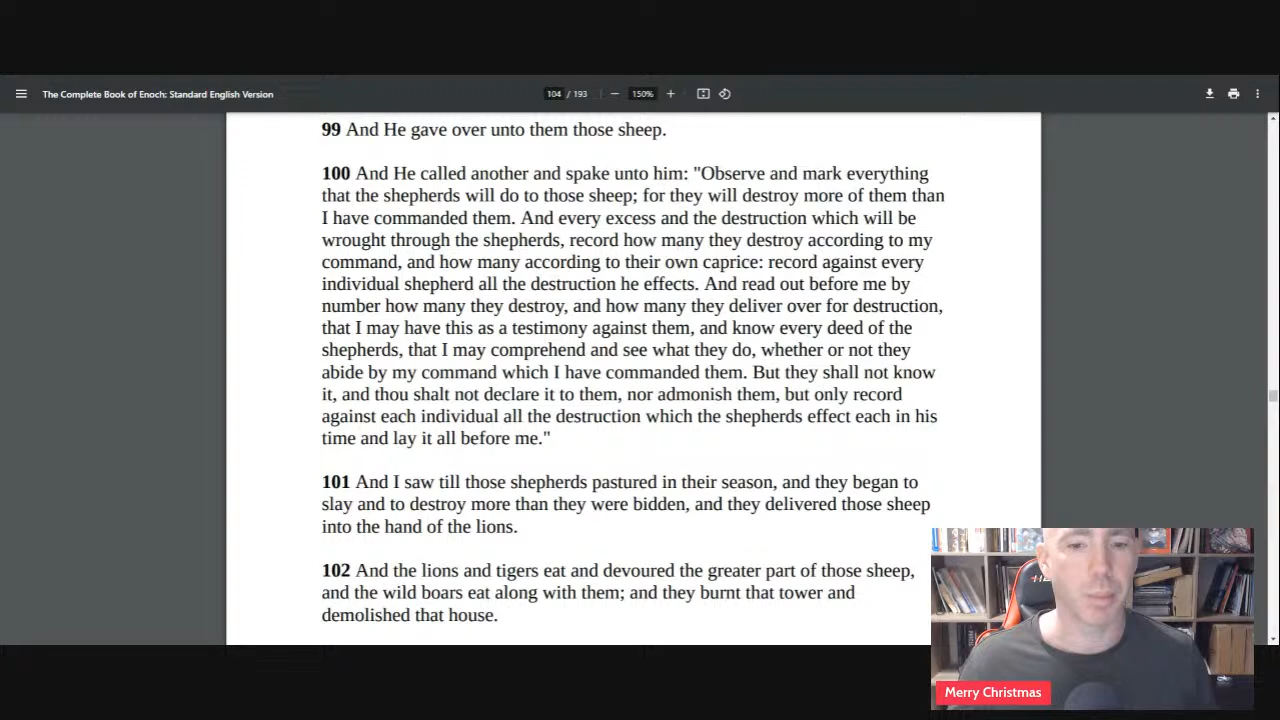 The Complete Book of Enoch: Standard English Version
104 / 193
150%
99 And He gave over unto them those sheep.
100 And He called another and spake unto him: "Observe and mark everything
that the shepherds will do to those sheep; for they will destroy more of them than
I have commanded them. And every excess and the destruction which will be
wrought through the shepherds, record how many they destroy according to my
command, and how many according to their own caprice: record against every
individual shepherd all the destruction he effects. And read out before me by
number how many they destroy, and how many they deliver over for destruction,
that I may have this as a testimony against them, and know every deed of the
shepherds, that I may comprehend and see what they do, whether or not they
abide by my command which I have commanded them. But they shall not know
it, and thou shalt not declare it to them, nor admonish them, but only record
against each individual all the destruction which the shepherds effect each in his
time and lay it all before me."
101 And I saw till those shepherds pastured in their season, and they began to
slay and to destroy more than they were bidden, and they delivered those sheep
into the hand of the lions.
102 And the lions and tigers eat and devoured the greater part of those sheep,
and the wild boars eat along with them; and they burnt that tower and
demolished that house.
Merry Christmas